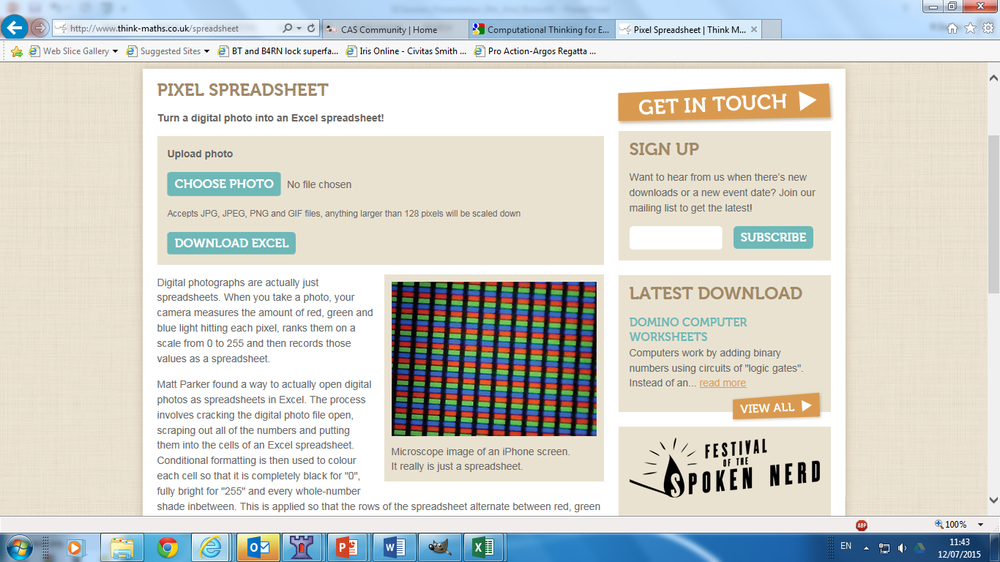 http://www.think-maths.co.uk/spreadsheet
CAS Community | Home
Computational Thinking for E...
Pixel Spreadsheet | Think M...
Web Slice Gallery
Suggested Sites
BT and B4RN lock superfa...
Iris Online - Civitas Smith ...
Pro Action-Argos Regatta ...
PIXEL SPREADSHEET
Turn a digital photo into an Excel spreadsheet!
Upload photo
CHOOSE PHOTO No file chosen
Accepts JPG, JPEG, PNG and GIF files, anything larger than 128 pixels will be scaled down
DOWNLOAD EXCEL
Digital photographs are actually just
spreadsheets. When you take a photo, your
camera measures the amount of red, green and
blue light hitting each pixel, ranks them on a
scale from 0 to 255 and then records those
values as a spreadsheet.
Matt Parker found a way to actually open digital
photos as spreadsheets in Excel. The process
involves cracking the digital photo file open,
scraping out all of the numbers and putting
them into the cells of an Excel spreadsheet.
Conditional formatting is then used to colour
each cell so that it is completely black for "0",
fully bright for "255" and every whole-number
shade inbetween. This is applied so that the rows of the spreadsheet alternate between red, green
Microscope image of an iPhone screen.
It really is just a spreadsheet.
GET IN TOUCH
SIGN UP
Want to hear from us when there's new
downloads or a new event date? Join our
mailing list to get the latest!
SUBSCRIBE
LATEST DOWNLOAD
DOMINO COMPUTER
WORKSHEETS
Computers work by adding binary
numbers using circuits of "logic gates".
Instead of an... read more
VIEW ALL
FESTIVAL
OF THE
SPOKEN NERD
ABP
100%
EN
11:43
12/07/2015